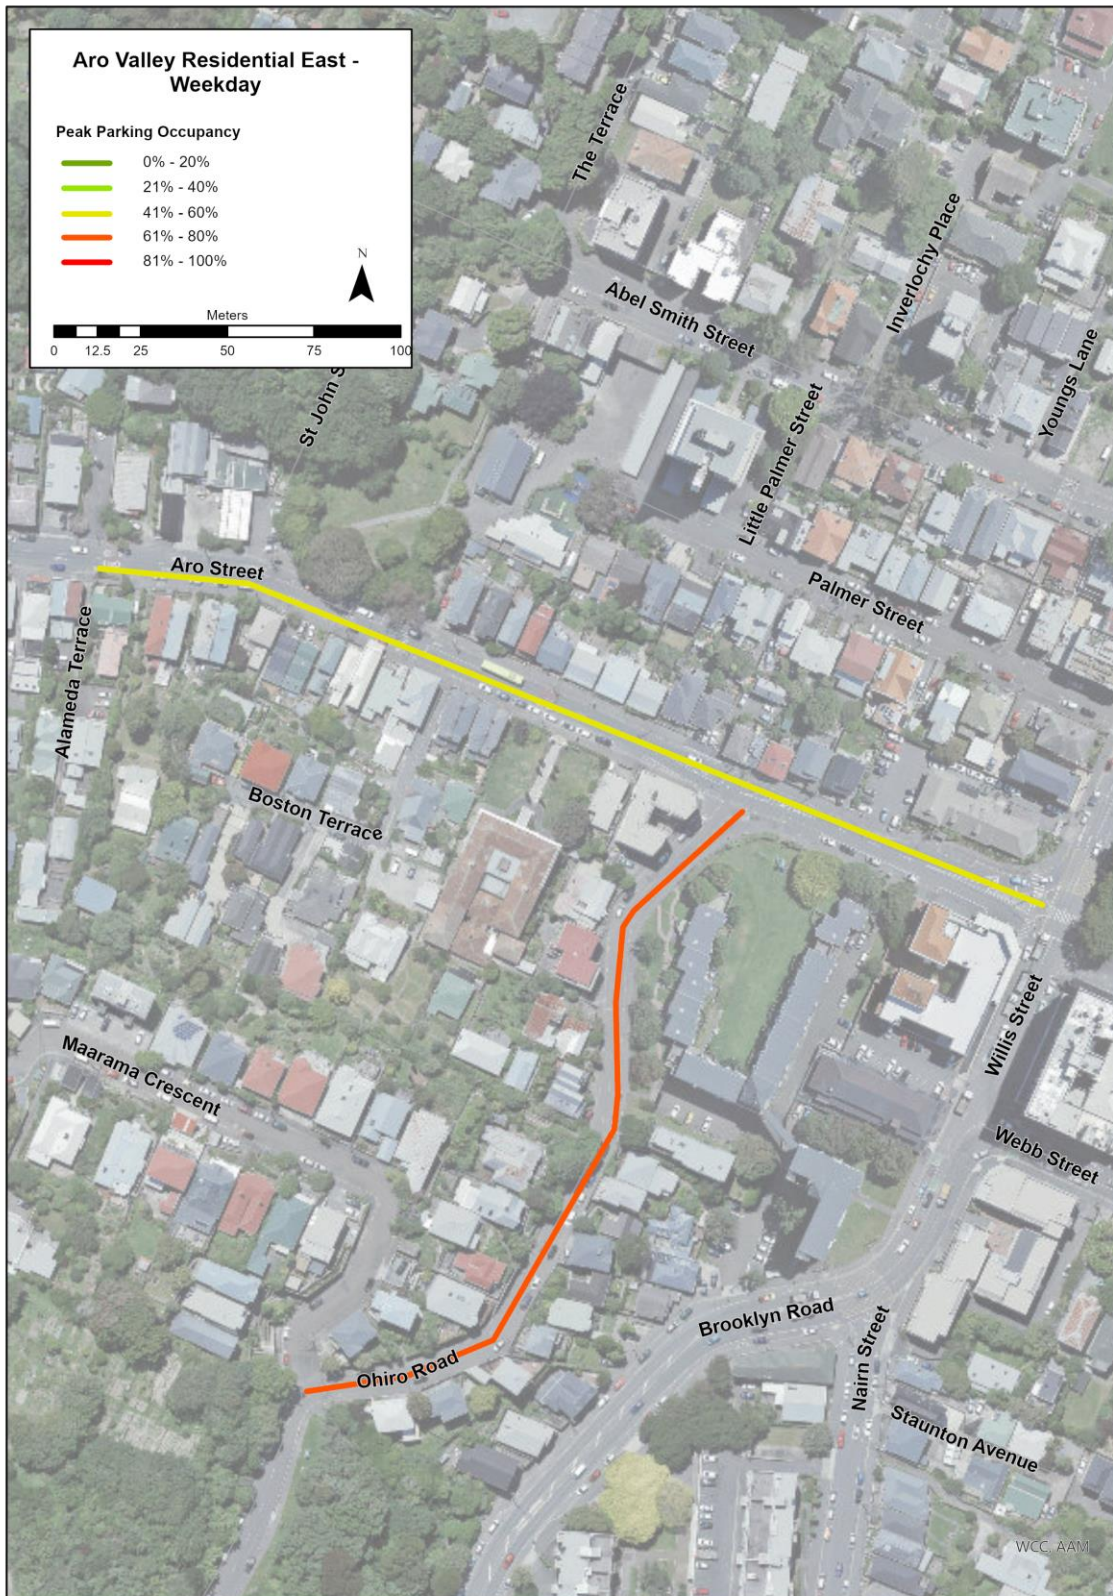 Aro Valley Residential East -
Weekday
Peak Parking Occupancy
0% - 20%
21% - 40%
41% - 60%
61% - 80%
81% - 100%
N
Meters
0 12.5 25 50 75 100
The Terrace
Inverlochy Place
Abel Smith Street
Youngs Lane
St John S
Little Palmer Street
Aro Street
Palmer Street
Alameda Terrace
Boston Terrace
Willis Street
Maarama Crescent
Webb Street
Brooklyn Road
Nairn Street
Ohiro Road
Staunton Avenue
WCC, AAM